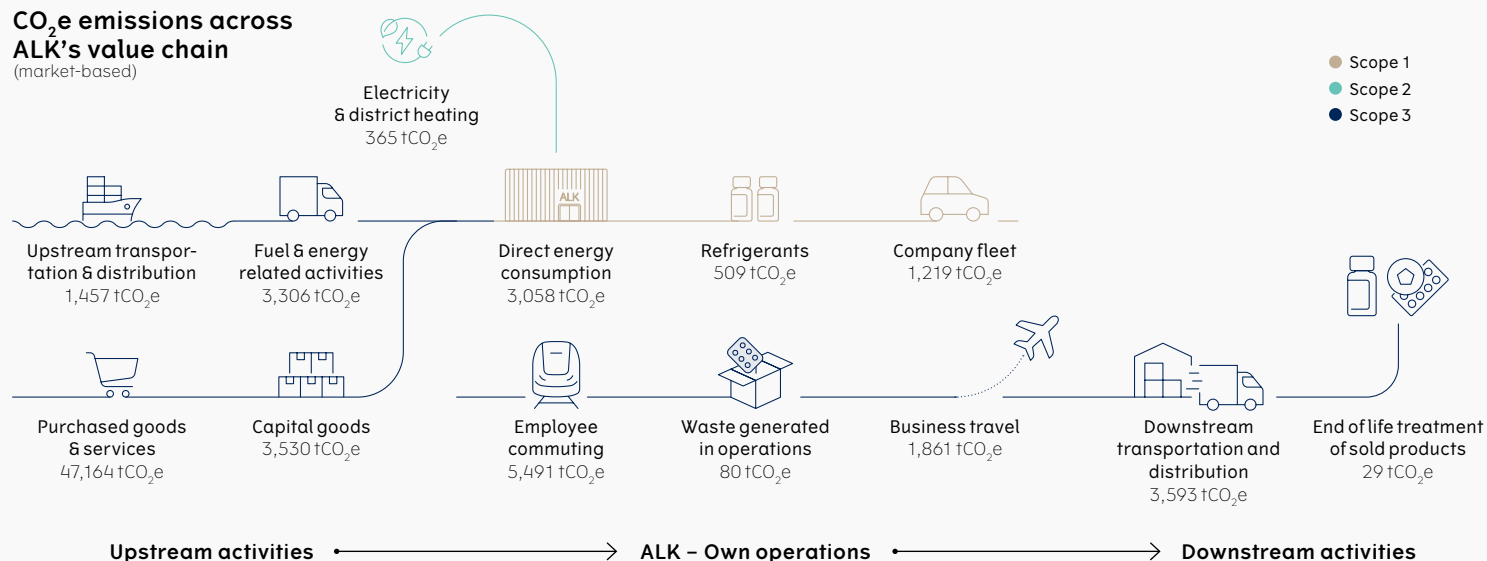 CO₂e emissions across
ALK's value chain
(market-based)
Scope 1
Scope 2
Scope 3
Electricity
& district heating
365 tCO₂e
ALK
Upstream transpor-
tation & distribution
1,457 tCO₂e
Fuel & energy
related activities
3,306 tCO₂e
Direct energy
consumption
3,058 tCO₂e
Refrigerants
509 tCO₂e
Company fleet
1,219 tCO₂e
Purchased goods
& services
47,164 tCO₂e
Capital goods
3,530 tCO₂e
Employee
commuting
5,491 tCO₂e
Waste generated
in operations
80 tCO₂e
Business travel
1,861 tCO₂e
Downstream
transportation and
distribution
3,593 tCO₂e
End of life treatment
of sold products
29 tCO₂e
Upstream activities
ALK – Own operations
Downstream activities